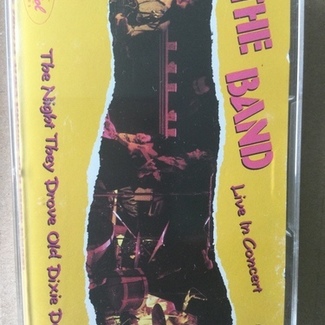 THE BAND
Live In Concert
The Night They Drove Old Dixie D